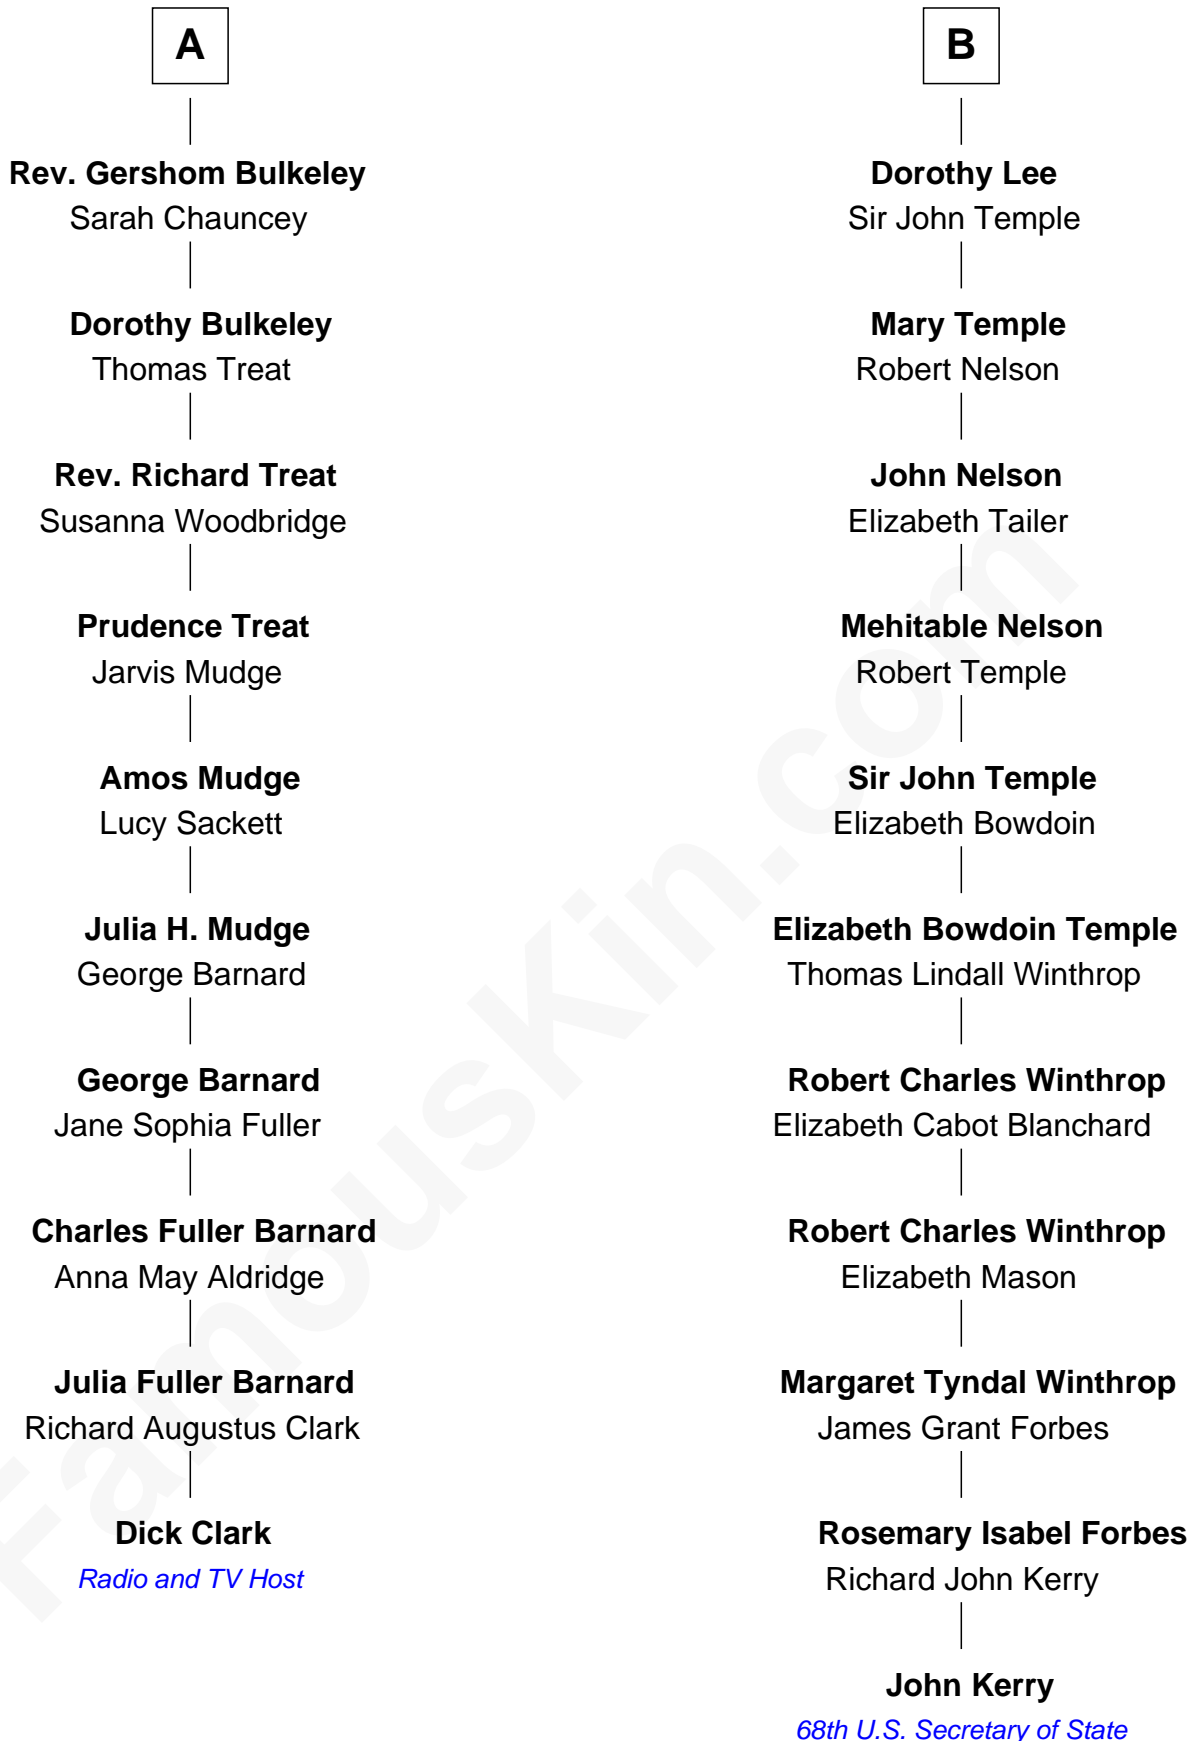 A
Rev. Gershom Bulkeley
Sarah Chauncey
Dorothy Bulkeley
Thomas Treat
Rev. Richard Treat
Susanna Woodbridge
Prudence Treat
Jarvis Mudge
Amos Mudge
Lucy Sackett
Julia H. Mudge
George Barnard
George Barnard
Jane Sophia Fuller
Charles Fuller Barnard
Anna May Aldridge
Julia Fuller Barnard
Richard Augustus Clark
Dick Clark
Radio and TV Host
B
Dorothy Lee
Sir John Temple
Mary Temple
Robert Nelson
John Nelson
Elizabeth Tailer
Mehitable Nelson
Robert Temple
Sir John Temple
Elizabeth Bowdoin
Elizabeth Bowdoin Temple
Thomas Lindall Winthrop
Robert Charles Winthrop
Elizabeth Cabot Blanchard
Robert Charles Winthrop
Elizabeth Mason
Margaret Tyndal Winthrop
James Grant Forbes
Rosemary Isabel Forbes
Richard John Kerry
John Kerry
68th U.S. Secretary of State
FamousKin.com